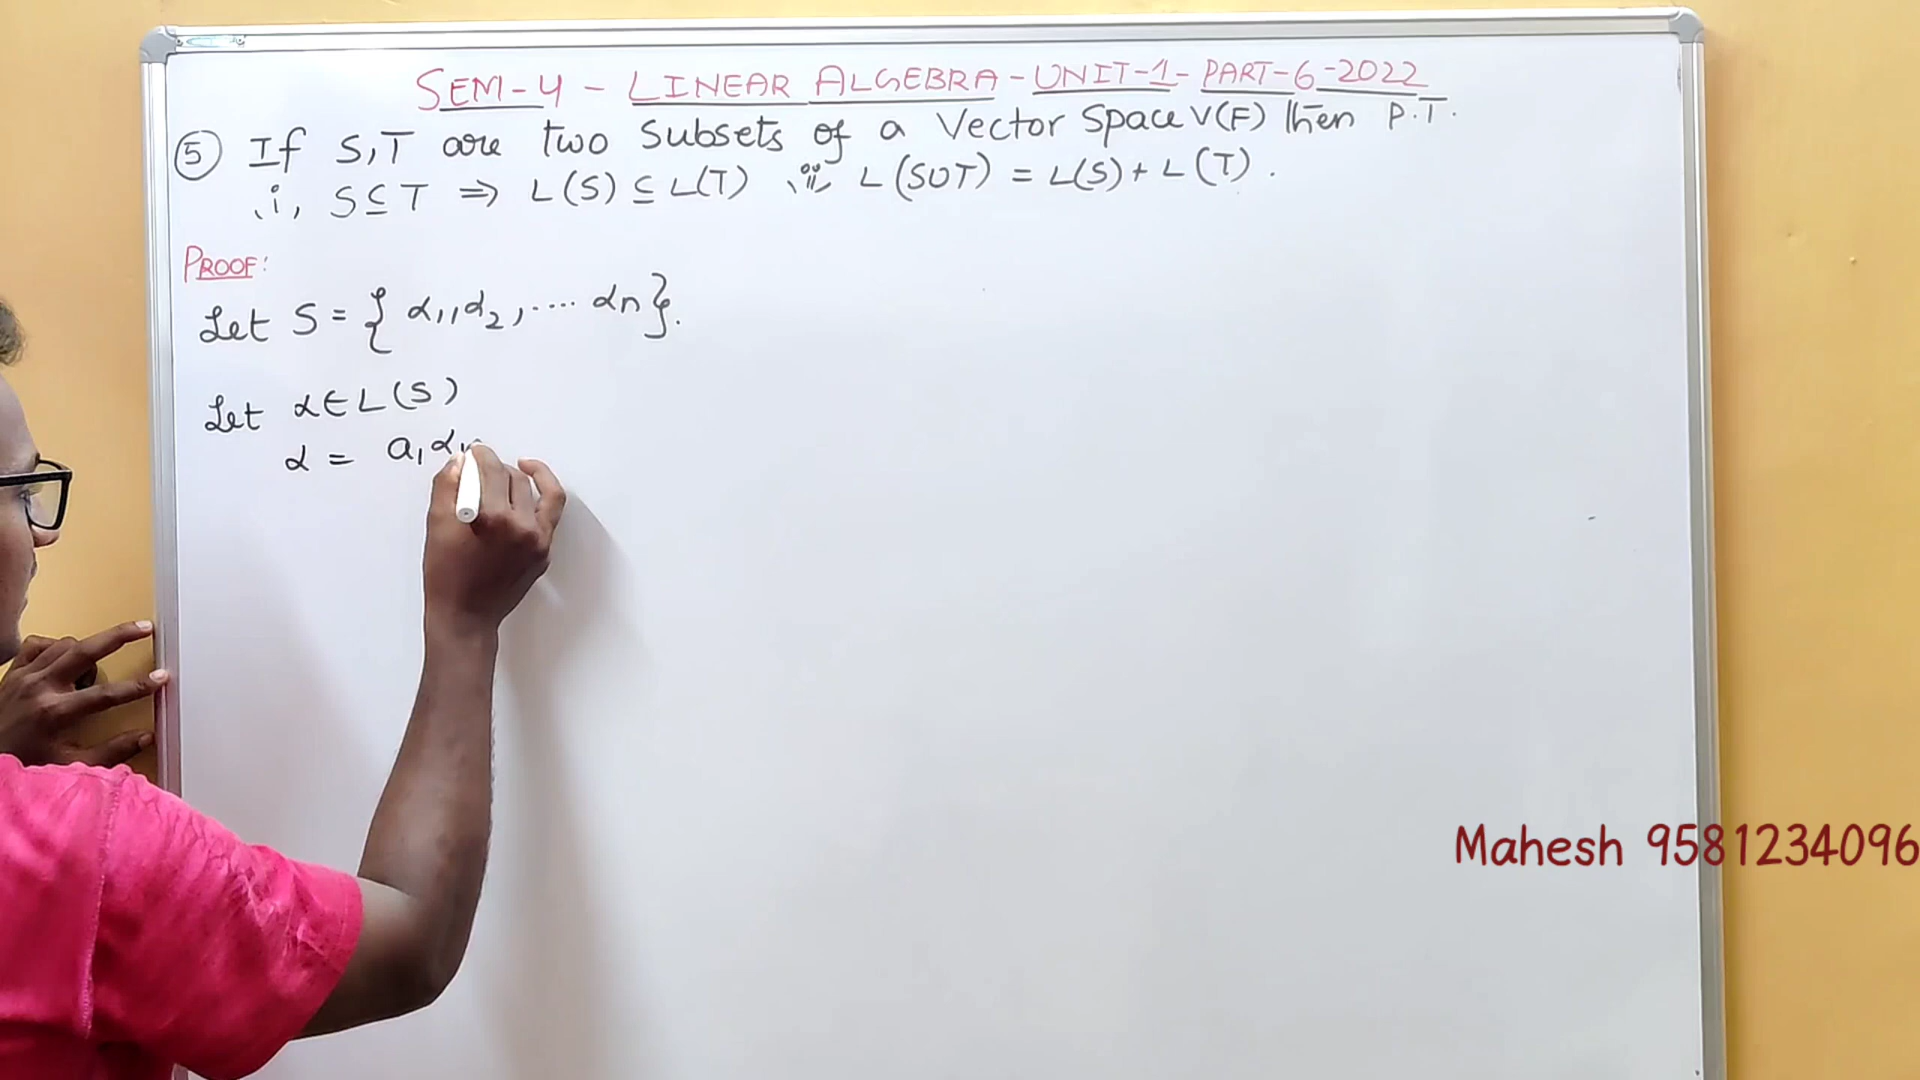 SEM-4 - LINEAR ALGEBRA - UNIT-1 - PART-6-2022
⑤ If S,T are two Subsets of a Vector Space V(F) then P.T.
i, S⊆T ⇒ L(S) ⊆ L(T) ii, L(S∪T) = L(S) + L(T).
PROOF:
Let S = { α₁, α₂, .... αn}.
Let α∈L(S)
α = a₁α₁
Mahesh 9581234096